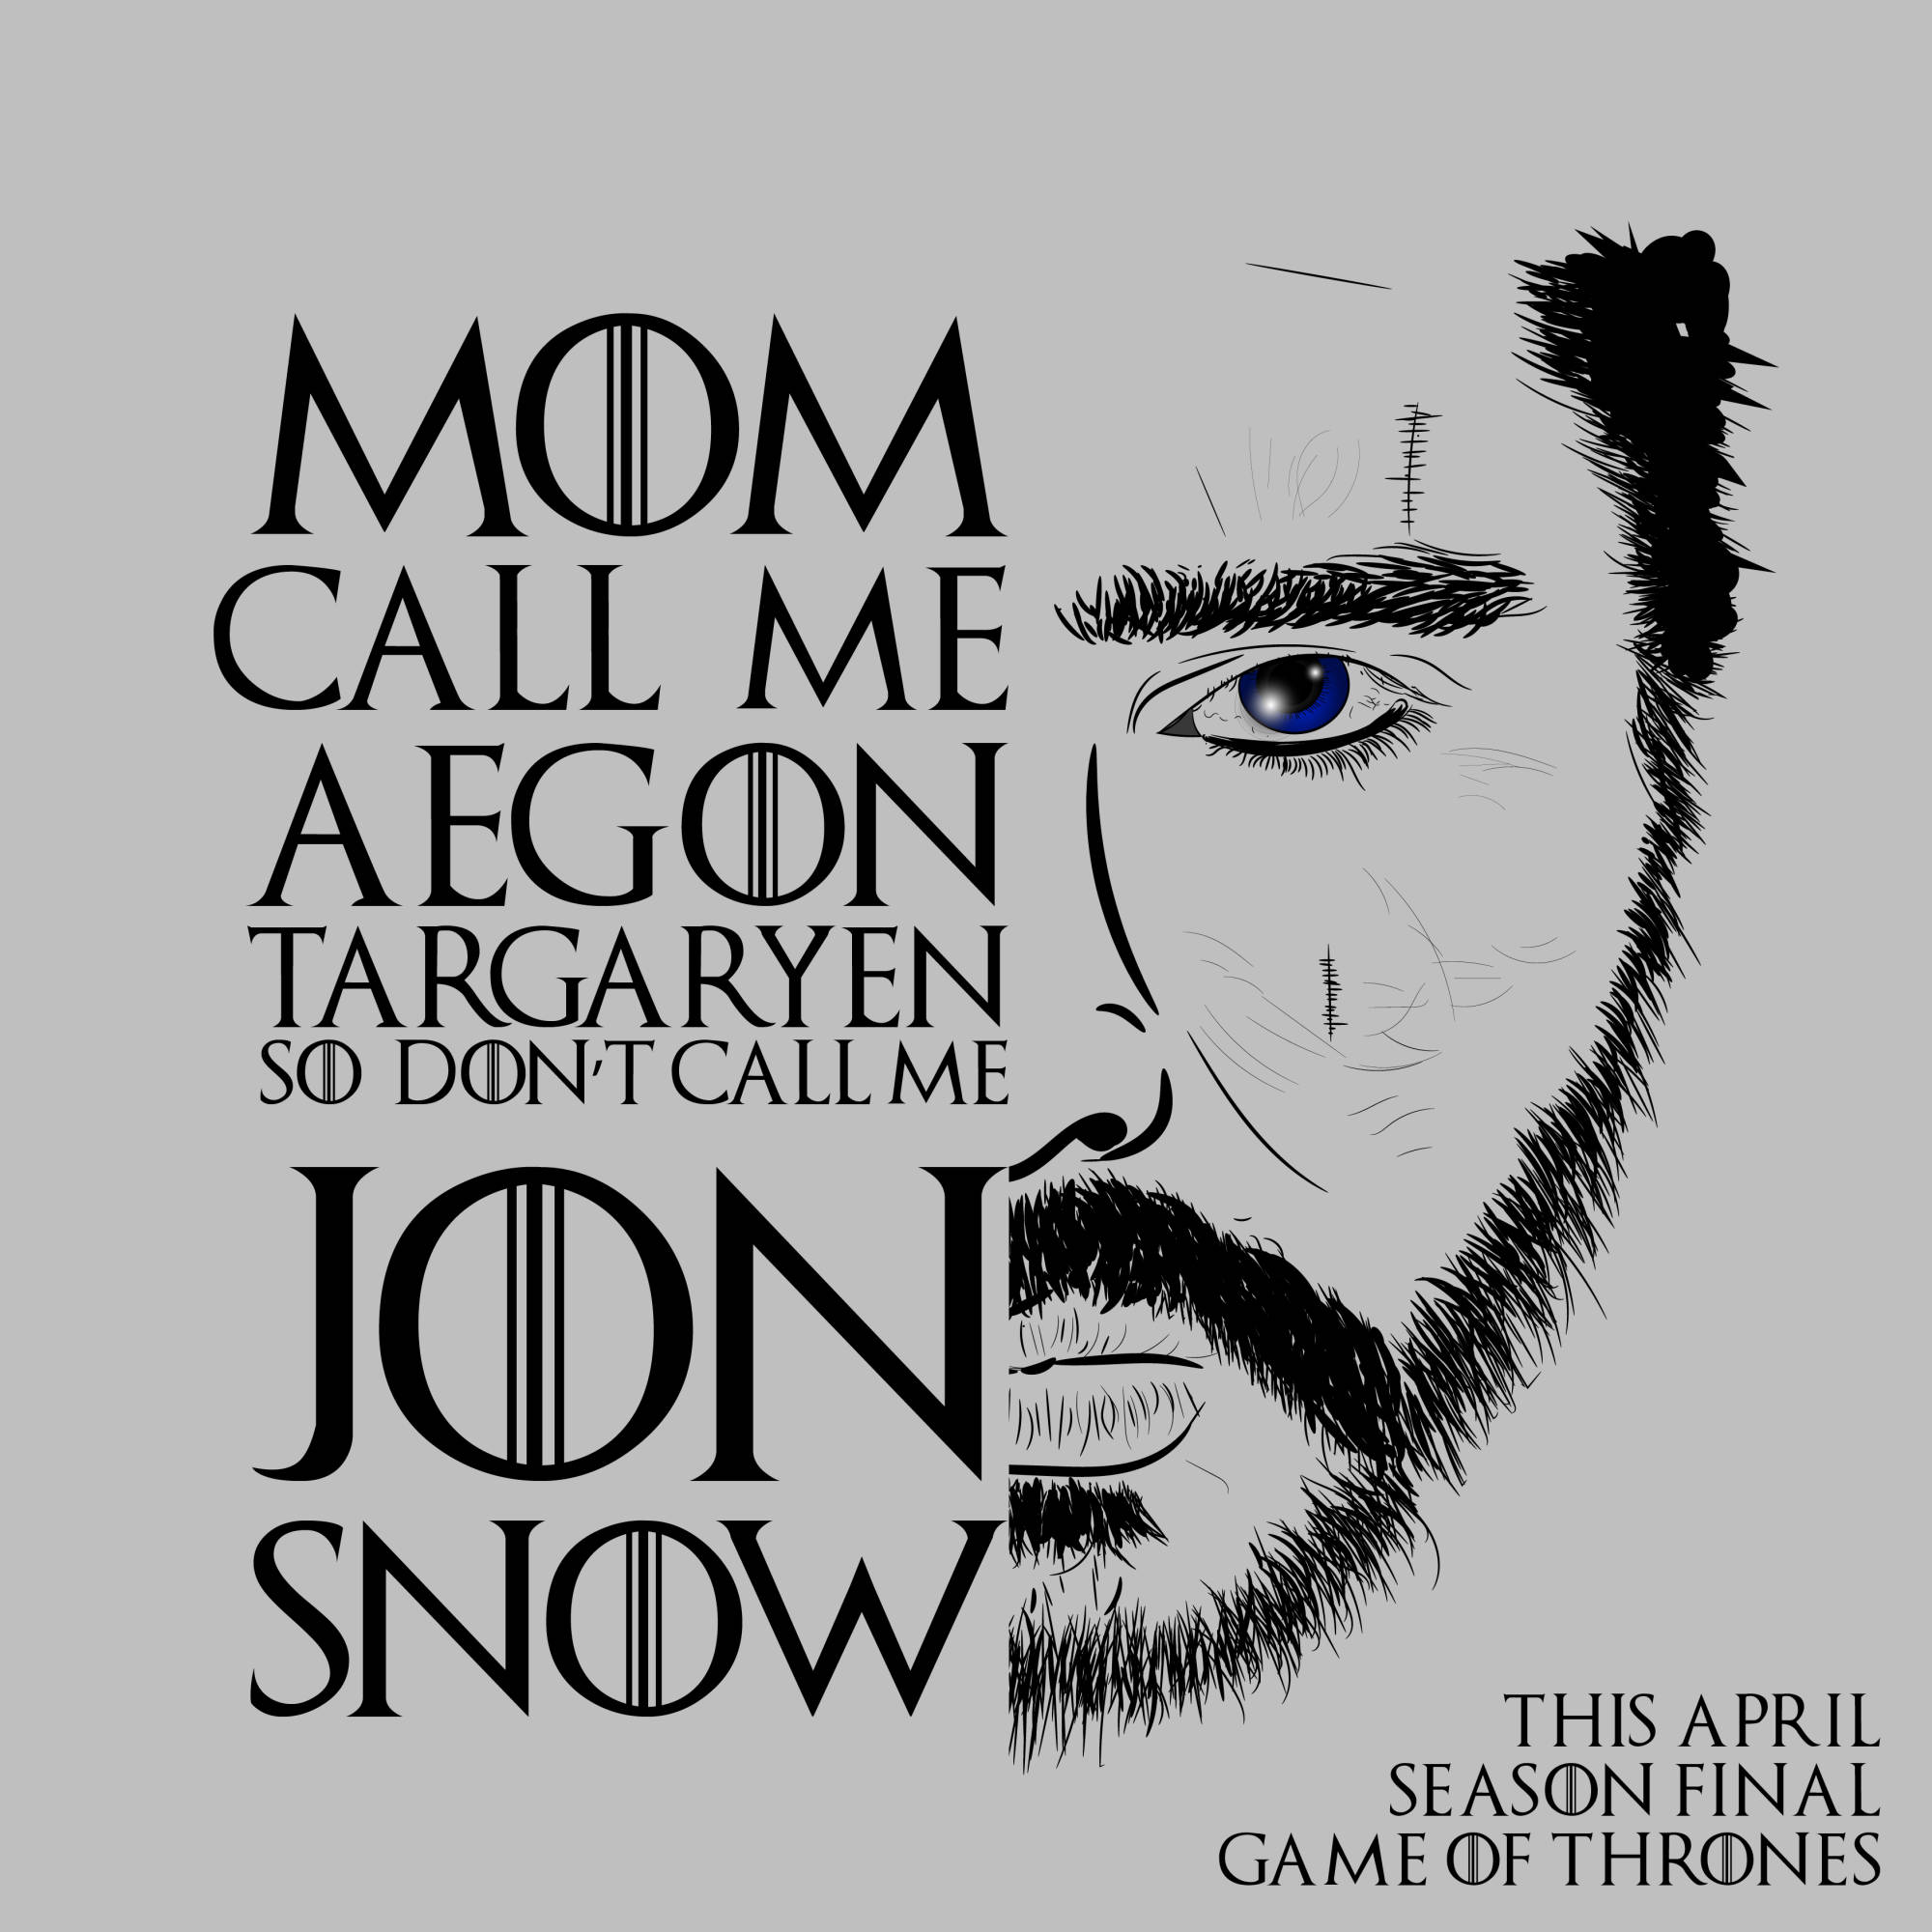 MOM
CALL ME
AEGON
TARGARYEN
SO DON'T CALL ME
JON
SNOW
THIS APRIL
SEASON FINAL
GAME OF THRONES